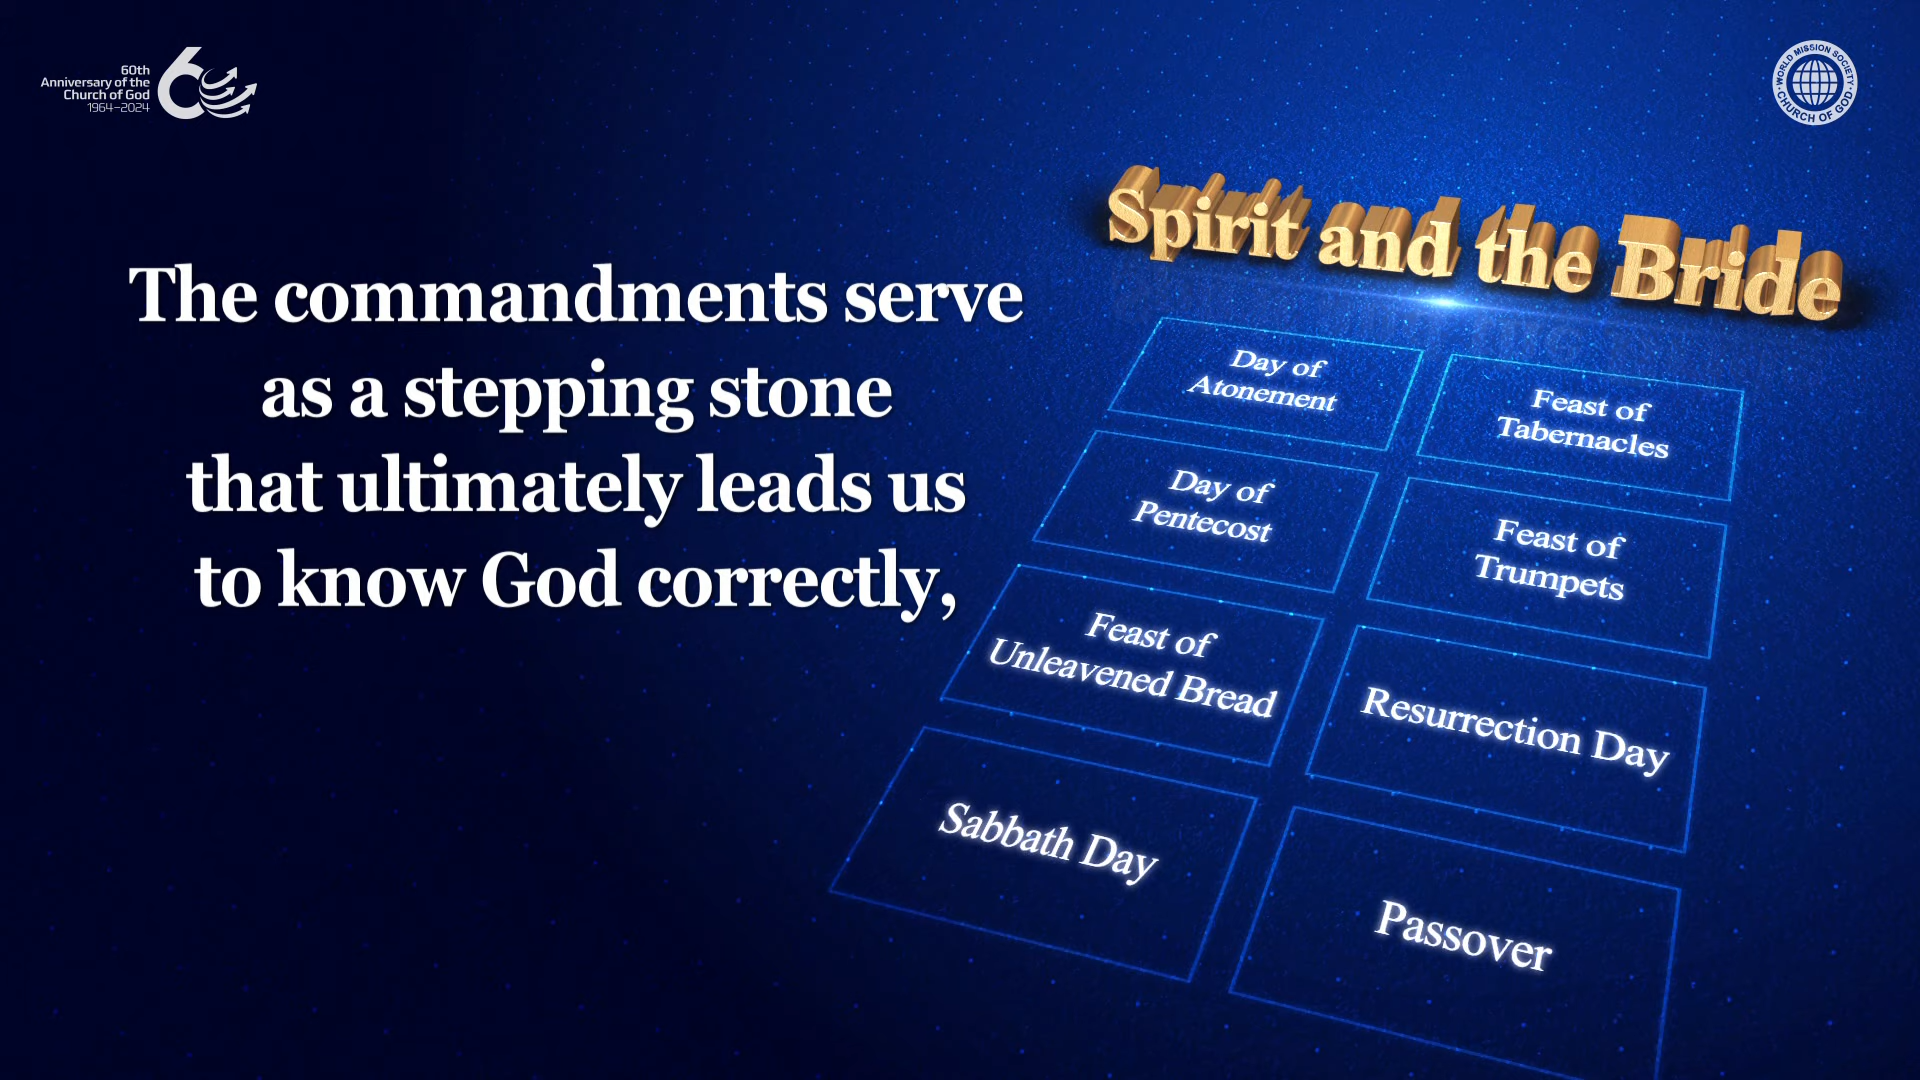 60th
Anniversary of the
Church of God
1964–2024
WORLD MISSION SOCIETY
CHURCH OF GOD
The commandments serve
as a stepping stone
that ultimately leads us
to know God correctly,
Spirit and the Bride
Day of
Atonement
Feast of
Tabernacles
Day of
Pentecost
Feast of
Trumpets
Feast of
Unleavened Bread
Resurrection Day
Sabbath Day
Passover